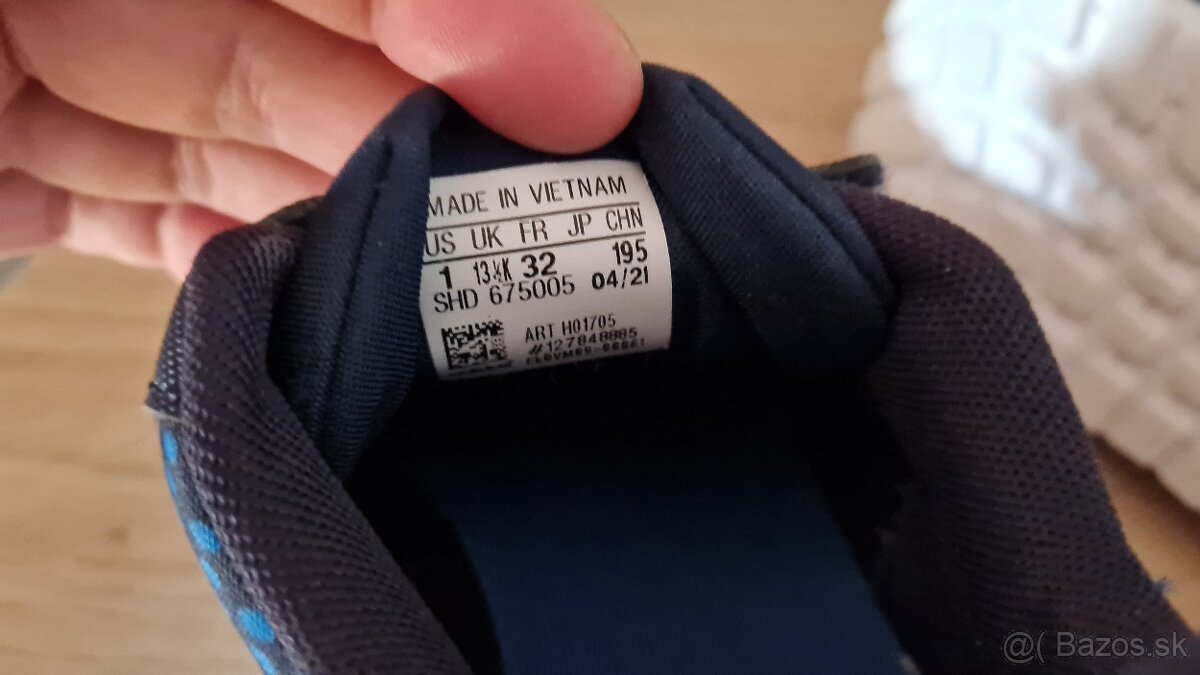 MADE IN VIETNAM
US UK FR JP CHN
1 13½K 32 195
SHD 675005 04/21
ART H01705
#127848885
@( Bazos.sk